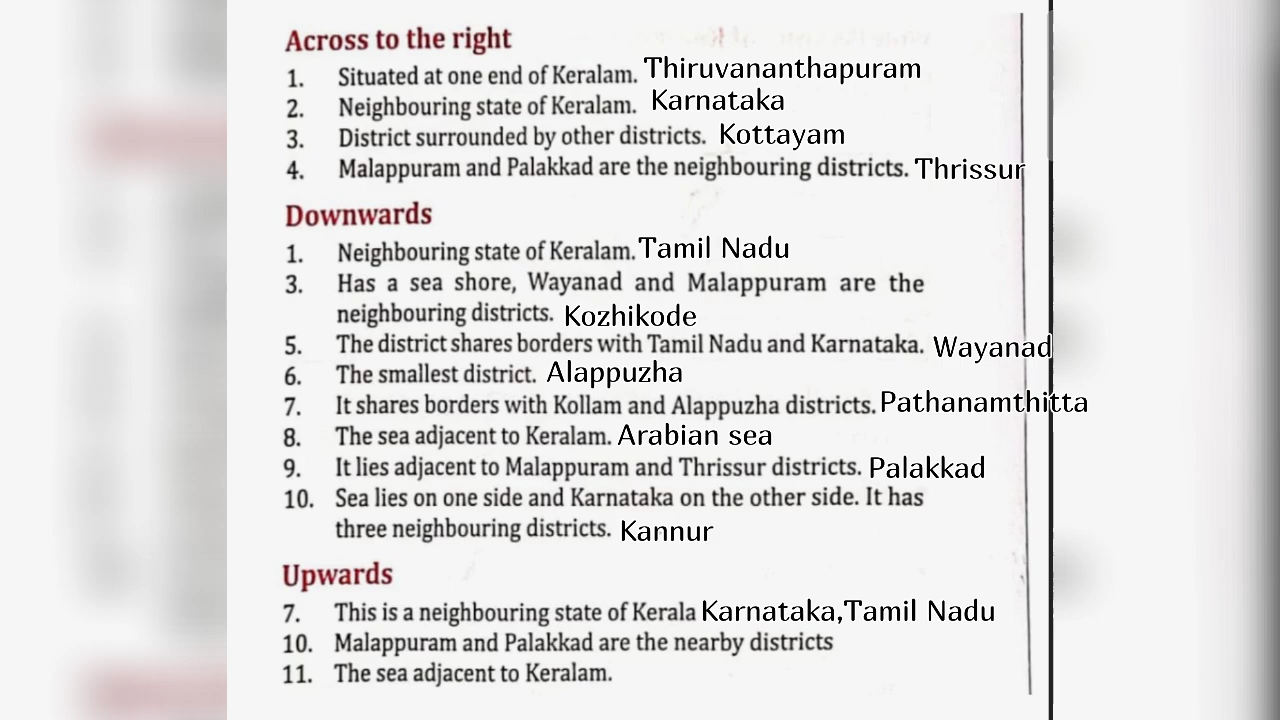 Across to the right
1. Situated at one end of Keralam. Thiruvananthapuram
2. Neighbouring state of Keralam. Karnataka
3. District surrounded by other districts. Kottayam
4. Malappuram and Palakkad are the neighbouring districts. Thrissur
Downwards
1. Neighbouring state of Keralam. Tamil Nadu
3. Has a sea shore, Wayanad and Malappuram are the
neighbouring districts. Kozhikode
5. The district shares borders with Tamil Nadu and Karnataka. Wayanad
6. The smallest district. Alappuzha
7. It shares borders with Kollam and Alappuzha districts. Pathanamthitta
8. The sea adjacent to Keralam. Arabian sea
9. It lies adjacent to Malappuram and Thrissur districts. Palakkad
10. Sea lies on one side and Karnataka on the other side. It has
three neighbouring districts. Kannur
Upwards
7. This is a neighbouring state of Kerala Karnataka,Tamil Nadu
10. Malappuram and Palakkad are the nearby districts
11. The sea adjacent to Keralam.